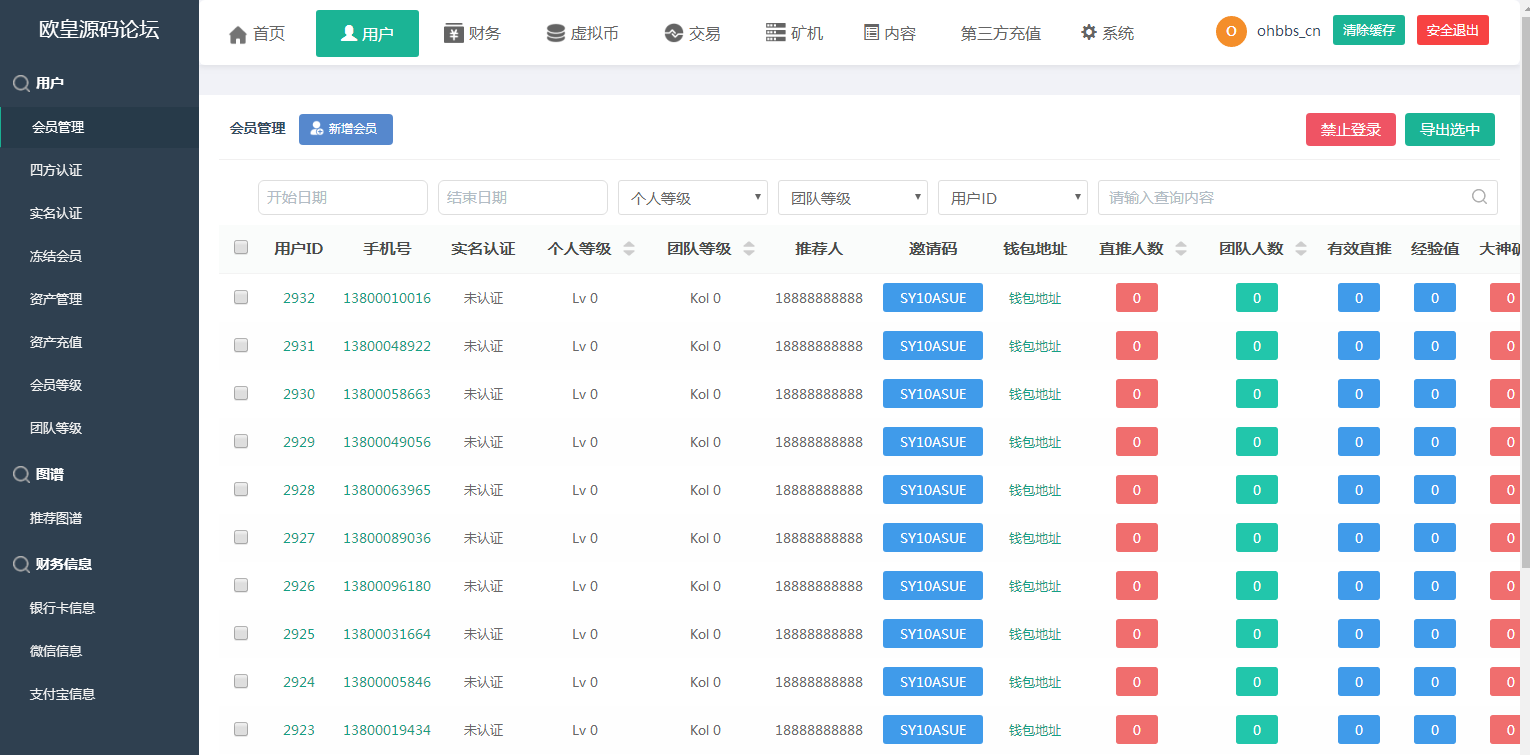 欧皇源码论坛
首页
用户
财务
虚拟币
交易
矿机
内容
第三方充值
系统
O
ohbbs_cn
清除缓存
安全退出
用户
会员管理
四方认证
实名认证
冻结会员
资产管理
资产充值
会员等级
团队等级
图谱
推荐图谱
财务信息
银行卡信息
微信信息
支付宝信息
会员管理
新增会员
禁止登录
导出选中
开始日期
结束日期
个人等级
团队等级
用户ID
请输入查询内容
用户ID 手机号 实名认证 个人等级 团队等级 推荐人 邀请码 钱包地址 直推人数 团队人数 有效直推 经验值 大神
2932 13800010016 未认证 Lv 0 Kol 0 18888888888 SY10ASUE 钱包地址 0 0 0 0 0
2931 13800048922 未认证 Lv 0 Kol 0 18888888888 SY10ASUE 钱包地址 0 0 0 0 0
2930 13800058663 未认证 Lv 0 Kol 0 18888888888 SY10ASUE 钱包地址 0 0 0 0 0
2929 13800049056 未认证 Lv 0 Kol 0 18888888888 SY10ASUE 钱包地址 0 0 0 0 0
2928 13800063965 未认证 Lv 0 Kol 0 18888888888 SY10ASUE 钱包地址 0 0 0 0 0
2927 13800089036 未认证 Lv 0 Kol 0 18888888888 SY10ASUE 钱包地址 0 0 0 0 0
2926 13800096180 未认证 Lv 0 Kol 0 18888888888 SY10ASUE 钱包地址 0 0 0 0 0
2925 13800031664 未认证 Lv 0 Kol 0 18888888888 SY10ASUE 钱包地址 0 0 0 0 0
2924 13800005846 未认证 Lv 0 Kol 0 18888888888 SY10ASUE 钱包地址 0 0 0 0 0
2923 13800019434 未认证 Lv 0 Kol 0 18888888888 SY10ASUE 钱包地址 0 0 0 0 0